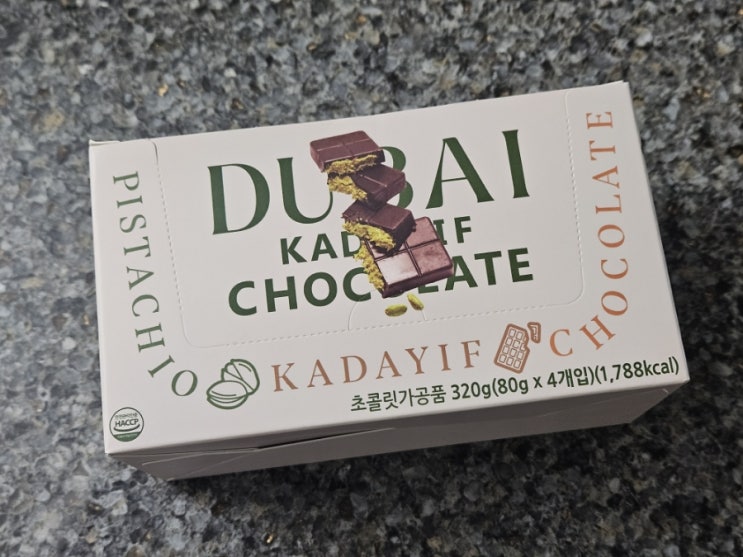 DUBAI
KADAYIF
CHOCOLATE
PISTACHIO
KADAYIF
CHOCOLATE
초콜릿가공품 320g(80g x 4개입)(1,788kcal)
HACCP